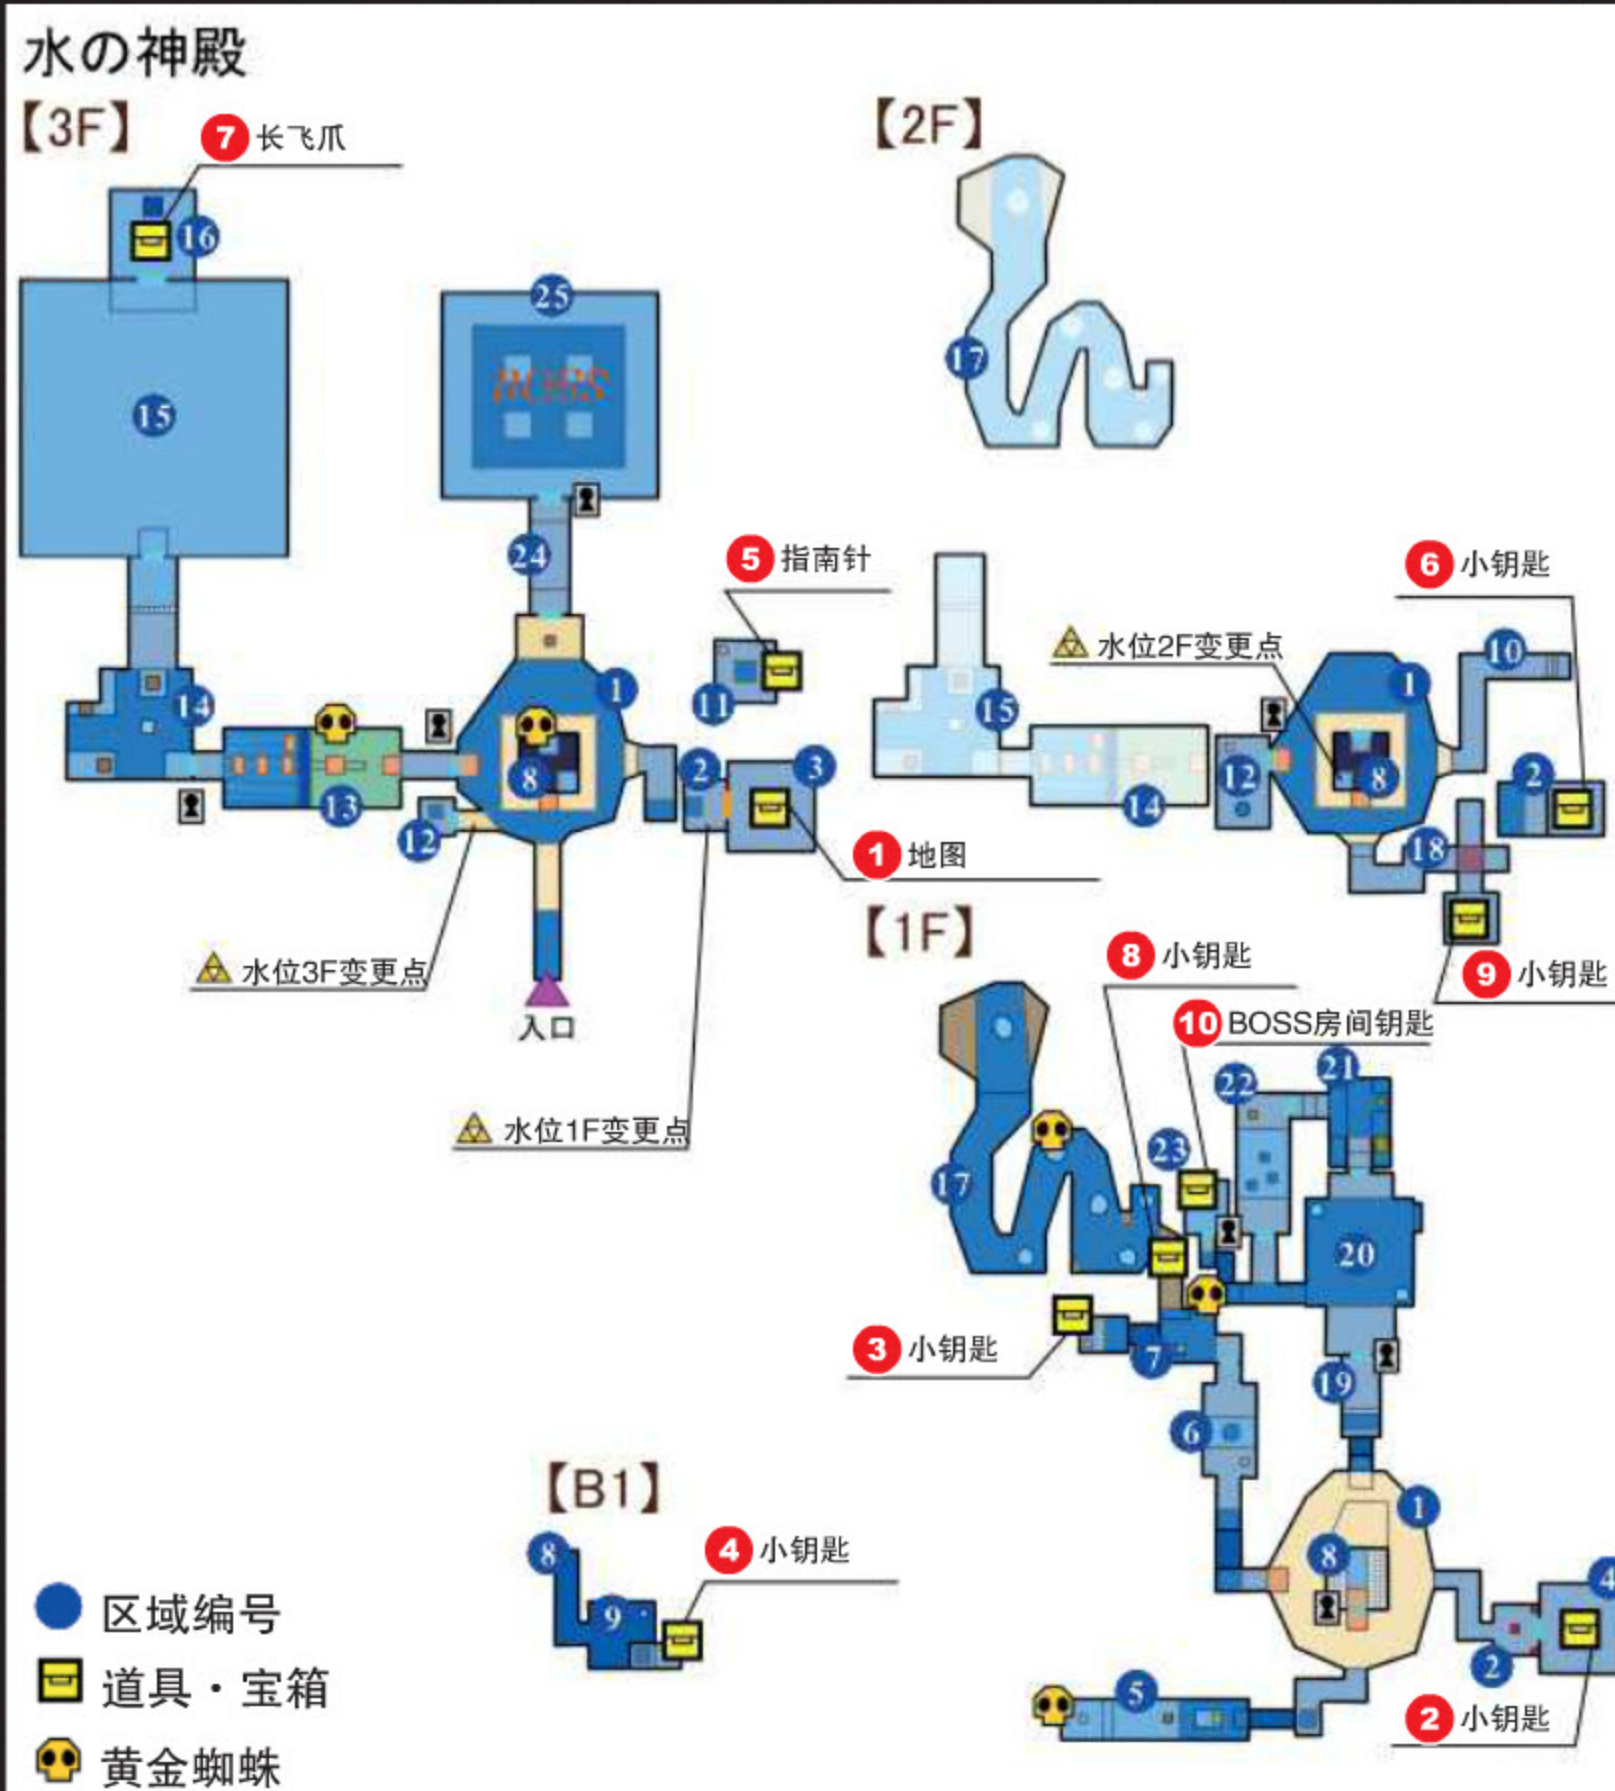 水の神殿
【3F】
7 长飞爪
16
15
25
BOSS
24
5 指南针
11
14
1
8
2
3
13
12
1 地图
水位3F变更点
入口
水位1F变更点
【2F】
17
6 小钥匙
水位2F变更点
10
1
15
12
8
2
14
18
9 小钥匙
【1F】
8 小钥匙
10 BOSS房间钥匙
21
22
23
17
20
3 小钥匙
7
19
6
1
8
4
2
5
2 小钥匙
【B1】
8
4 小钥匙
9
区域编号
道具・宝箱
黄金蜘蛛